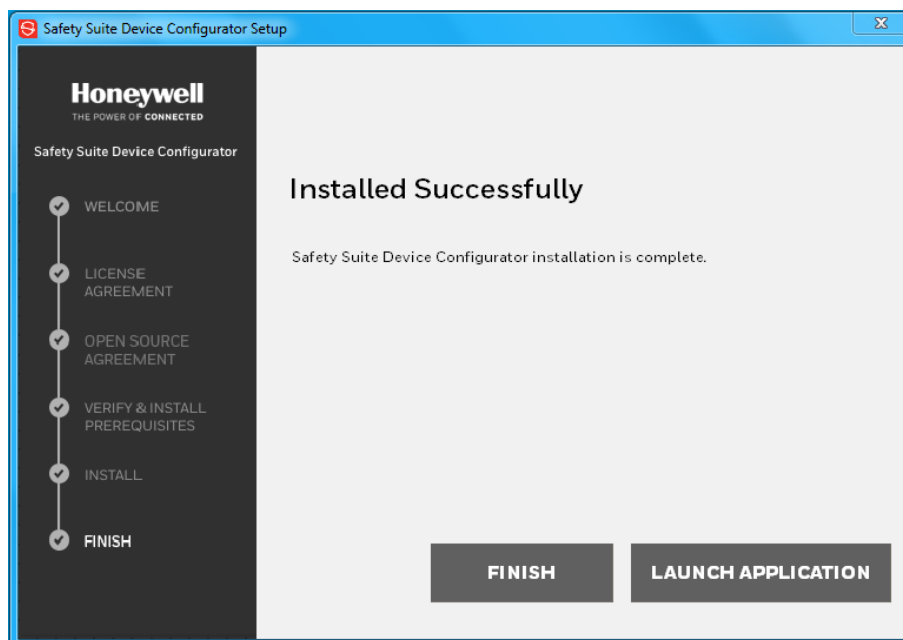 Safety Suite Device Configurator Setup
Honeywell
THE POWER OF CONNECTED
Safety Suite Device Configurator
WELCOME
LICENSE
AGREEMENT
OPEN SOURCE
AGREEMENT
VERIFY & INSTALL
PREREQUISITES
INSTALL
FINISH
Installed Successfully
Safety Suite Device Configurator installation is complete.
FINISH
LAUNCH APPLICATION